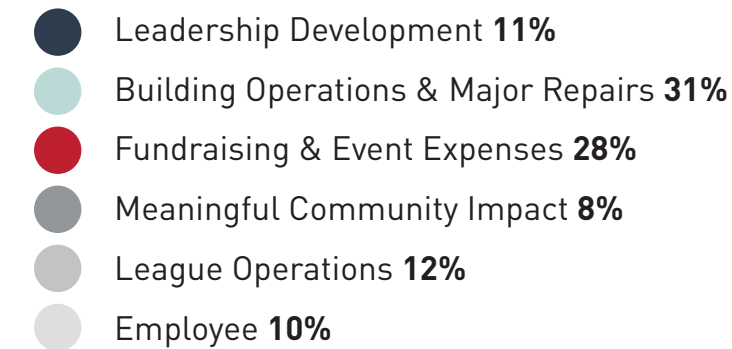 Leadership Development 11%
Building Operations & Major Repairs 31%
Fundraising & Event Expenses 28%
Meaningful Community Impact 8%
League Operations 12%
Employee 10%